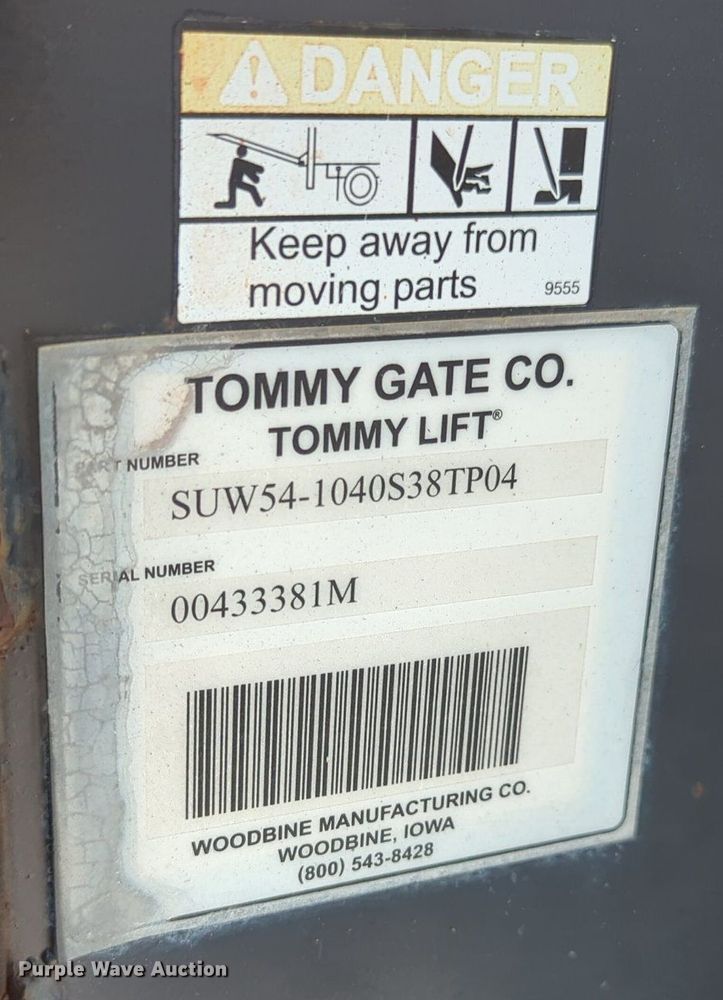 DANGER
Keep away from
moving parts
9555
TOMMY GATE CO.
TOMMY LIFT®
PART NUMBER
SUW54-1040S38TP04
SERIAL NUMBER
00433381M
WOODBINE MANUFACTURING CO.
WOODBINE, IOWA
(800) 543-8428
Purple Wave Auction